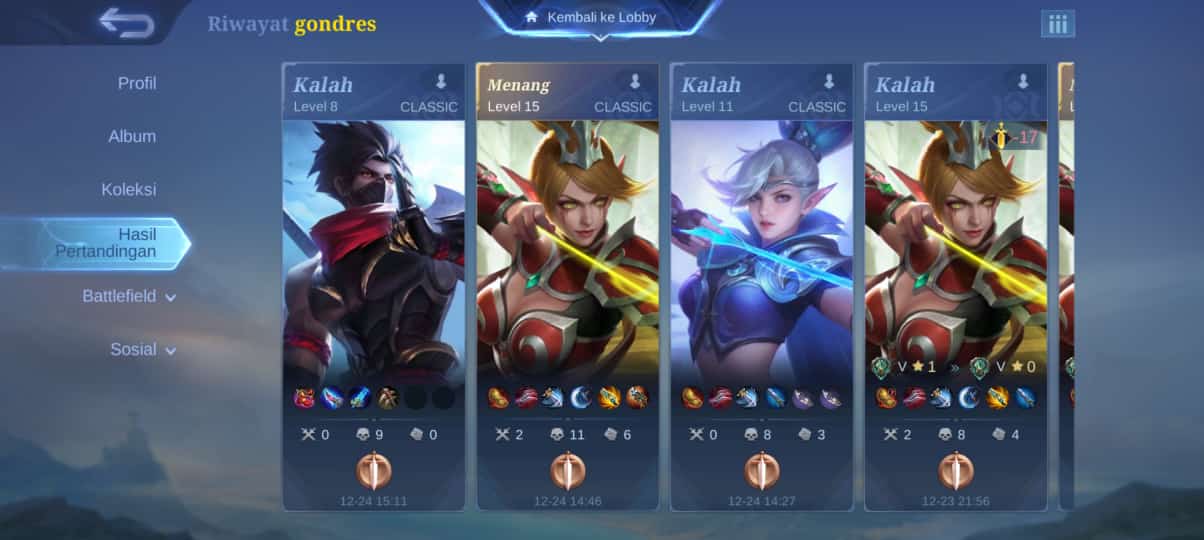 Riwayat gondres
Kembali ke Lobby
Profil
Album
Koleksi
Hasil
Pertandingan
Battlefield
Sosial
Kalah
Level 8
CLASSIC
0
9
0
12-24 15:11
Menang
Level 15
CLASSIC
2
11
6
12-24 14:46
Kalah
Level 11
CLASSIC
0
8
3
12-24 14:27
Kalah
Level 15
-17
V 1 » V 0
2
8
4
12-23 21:56